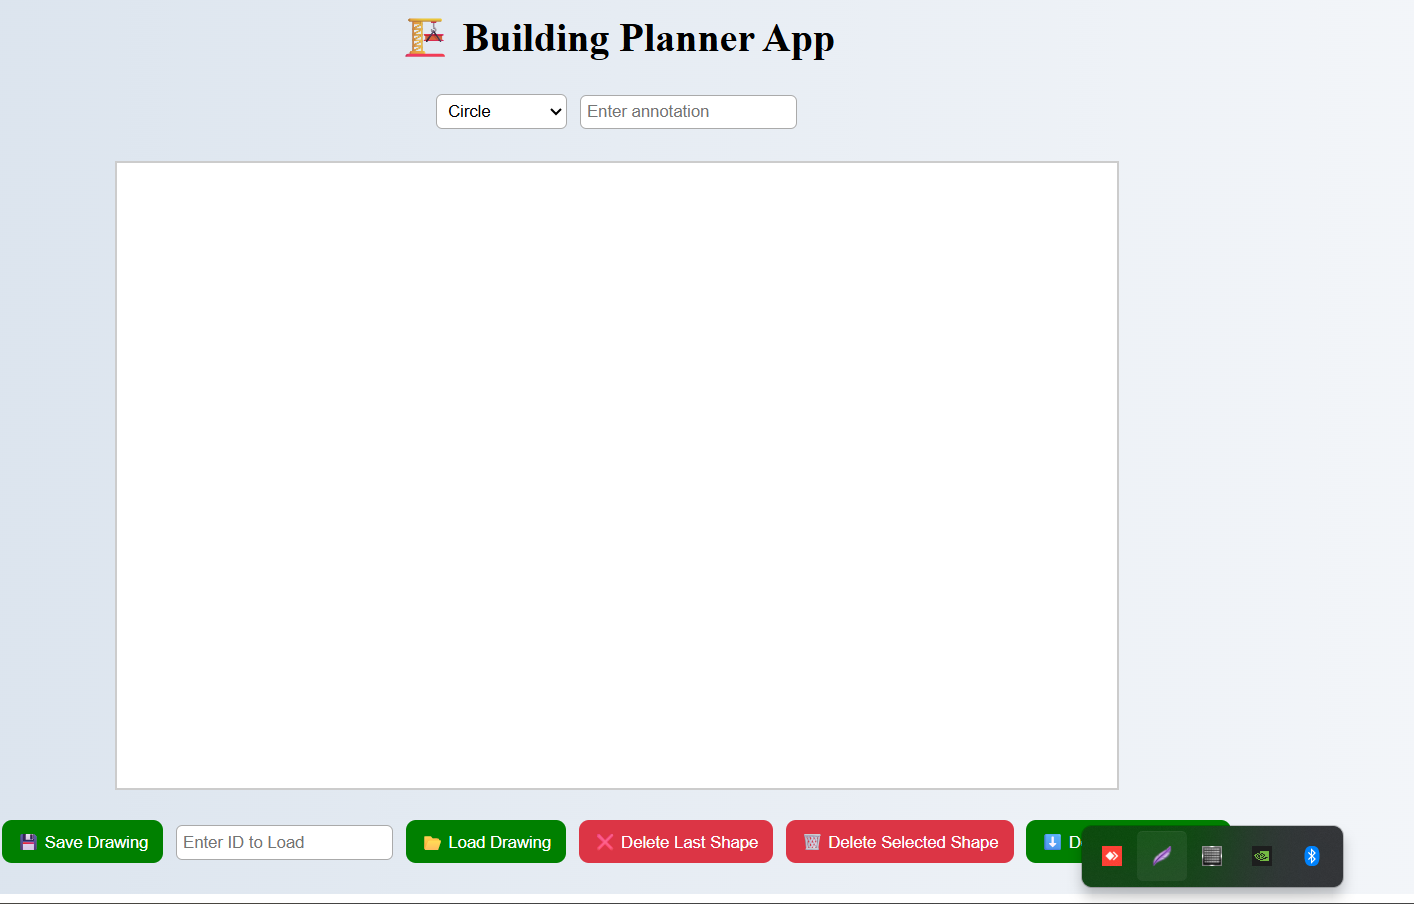 Building Planner App
Circle
Enter annotation
Save Drawing
Enter ID to Load
Load Drawing
Delete Last Shape
Delete Selected Shape